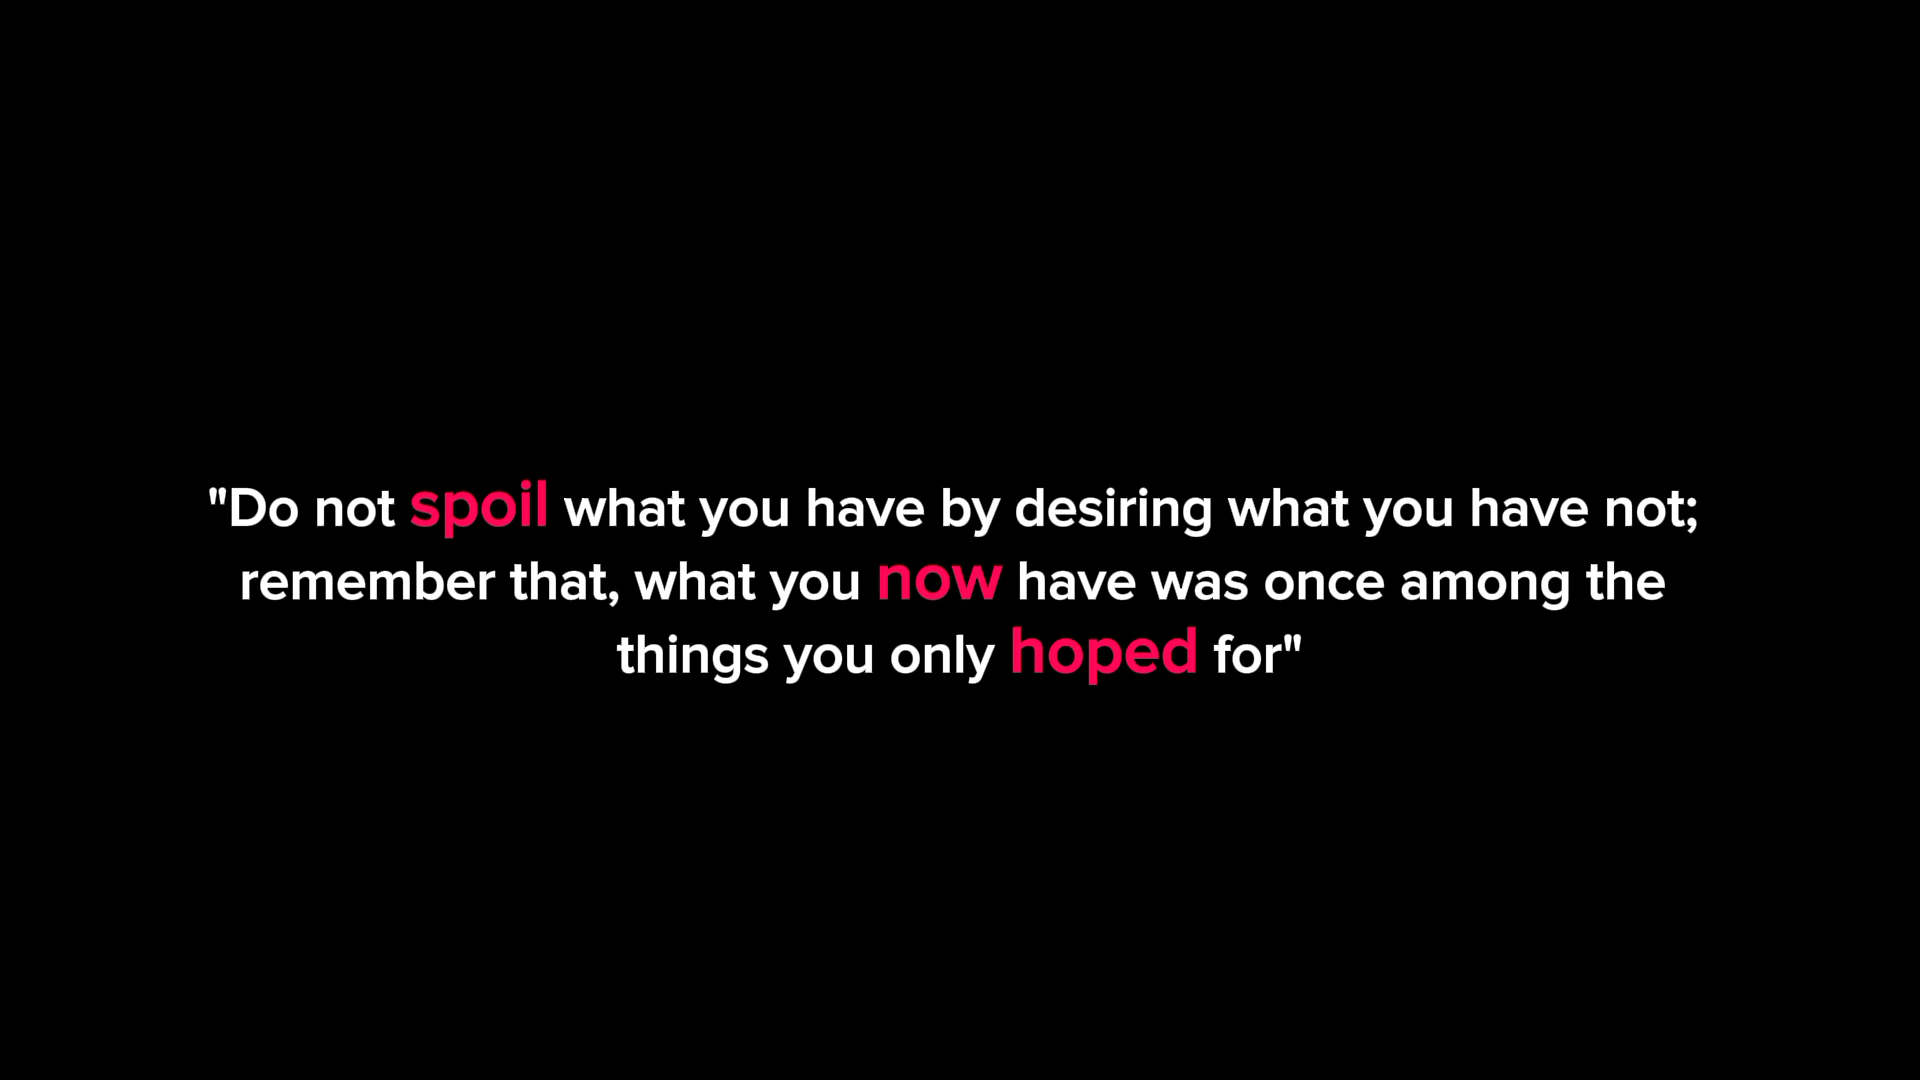 "Do not spoil what you have by desiring what you have not;
remember that, what you now have was once among the
things you only hoped for"